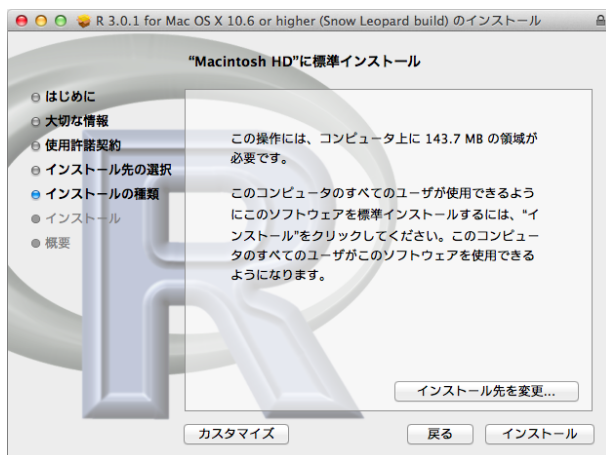 R 3.0.1 for Mac OS X 10.6 or higher (Snow Leopard build) のインストール
“Macintosh HD”に標準インストール
はじめに
大切な情報
使用許諾契約
インストール先の選択
インストールの種類
インストール
概要
この操作には、コンピュータ上に 143.7 MB の領域が
必要です。
このコンピュータのすべてのユーザが使用できるよう
にこのソフトウェアを標準インストールするには、“イ
ンストール”をクリックしてください。このコンピュー
タのすべてのユーザがこのソフトウェアを使用できる
ようになります。
インストール先を変更...
カスタマイズ
戻る
インストール
R